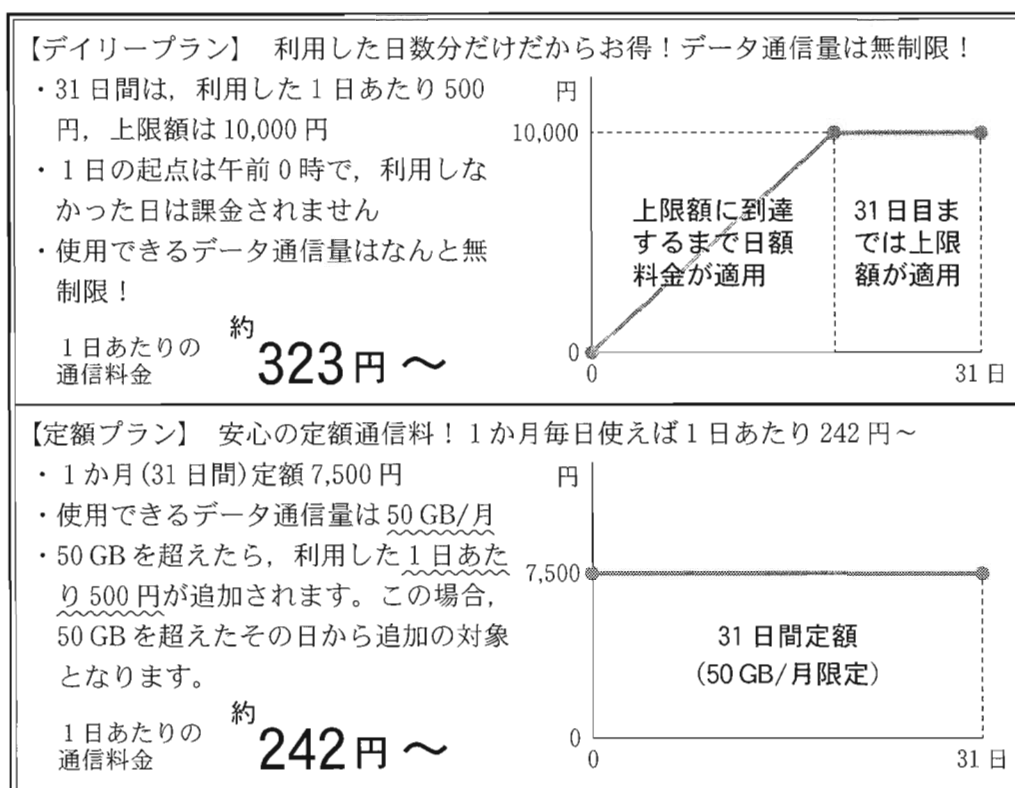 【デイリープラン】 利用した日数分だけだからお得!データ通信量は無制限!
・31日間は,利用した1日あたり500
円,上限額は10,000円
・1日の起点は午前0時で,利用しな
かった日は課金されません
・使用できるデータ通信量はなんと無
制限!
1日あたりの
通信料金
約
323円~
円
10,000
上限額に到達
するまで日額
料金が適用
31日目ま
では上限
額が適用
0
0
31日
【定額プラン】 安心の定額通信料!1か月毎日使えば1日あたり242円~
・1か月(31日間)定額7,500円
・使用できるデータ通信量は50GB/月
・50GBを超えたら,利用した1日あた
り500円が追加されます。この場合,
50GBを超えたその日から追加の対象
となります。
1日あたりの
通信料金
約
242円~
円
7,500
31日間定額
(50GB/月限定)
0
0
31日